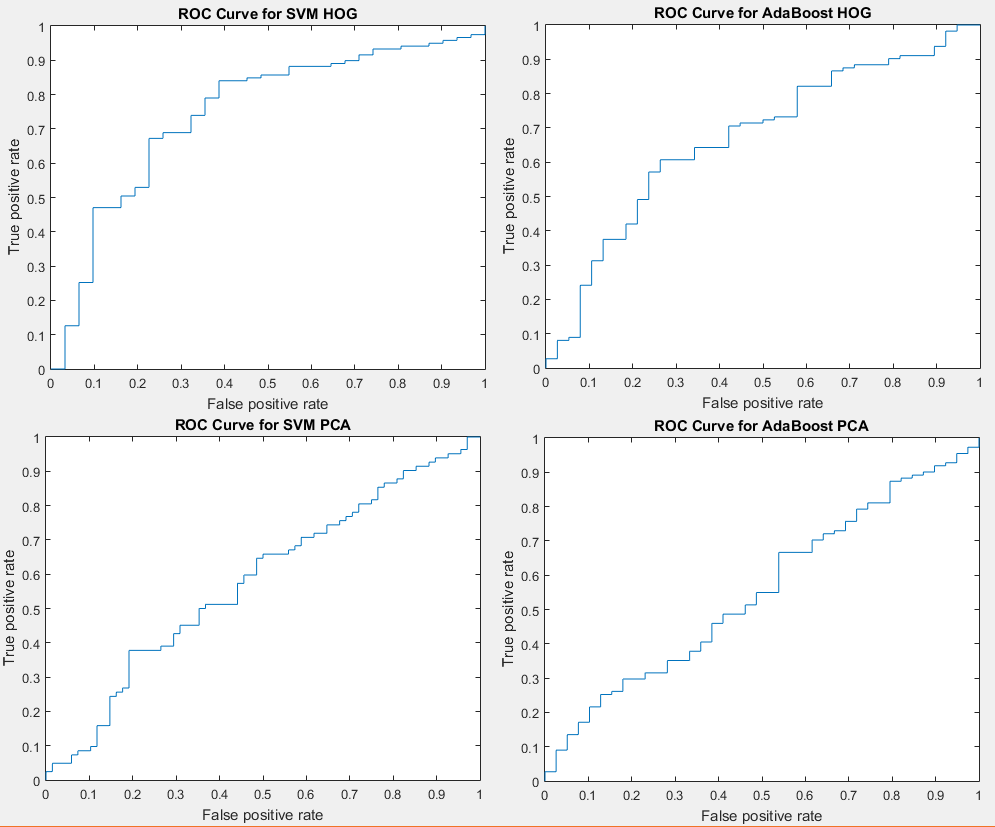 ROC Curve for SVM HOG
1
0.9
0.8
0.7
0.6
0.5
0.4
0.3
0.2
0.1
0
True positive rate
0 0.1 0.2 0.3 0.4 0.5 0.6 0.7 0.8 0.9 1
False positive rate
ROC Curve for AdaBoost HOG
1
0.9
0.8
0.7
0.6
0.5
0.4
0.3
0.2
0.1
0
True positive rate
0 0.1 0.2 0.3 0.4 0.5 0.6 0.7 0.8 0.9 1
False positive rate
ROC Curve for SVM PCA
1
0.9
0.8
0.7
0.6
0.5
0.4
0.3
0.2
0.1
0
True positive rate
0 0.1 0.2 0.3 0.4 0.5 0.6 0.7 0.8 0.9 1
False positive rate
ROC Curve for AdaBoost PCA
1
0.9
0.8
0.7
0.6
0.5
0.4
0.3
0.2
0.1
0
True positive rate
0 0.1 0.2 0.3 0.4 0.5 0.6 0.7 0.8 0.9 1
False positive rate